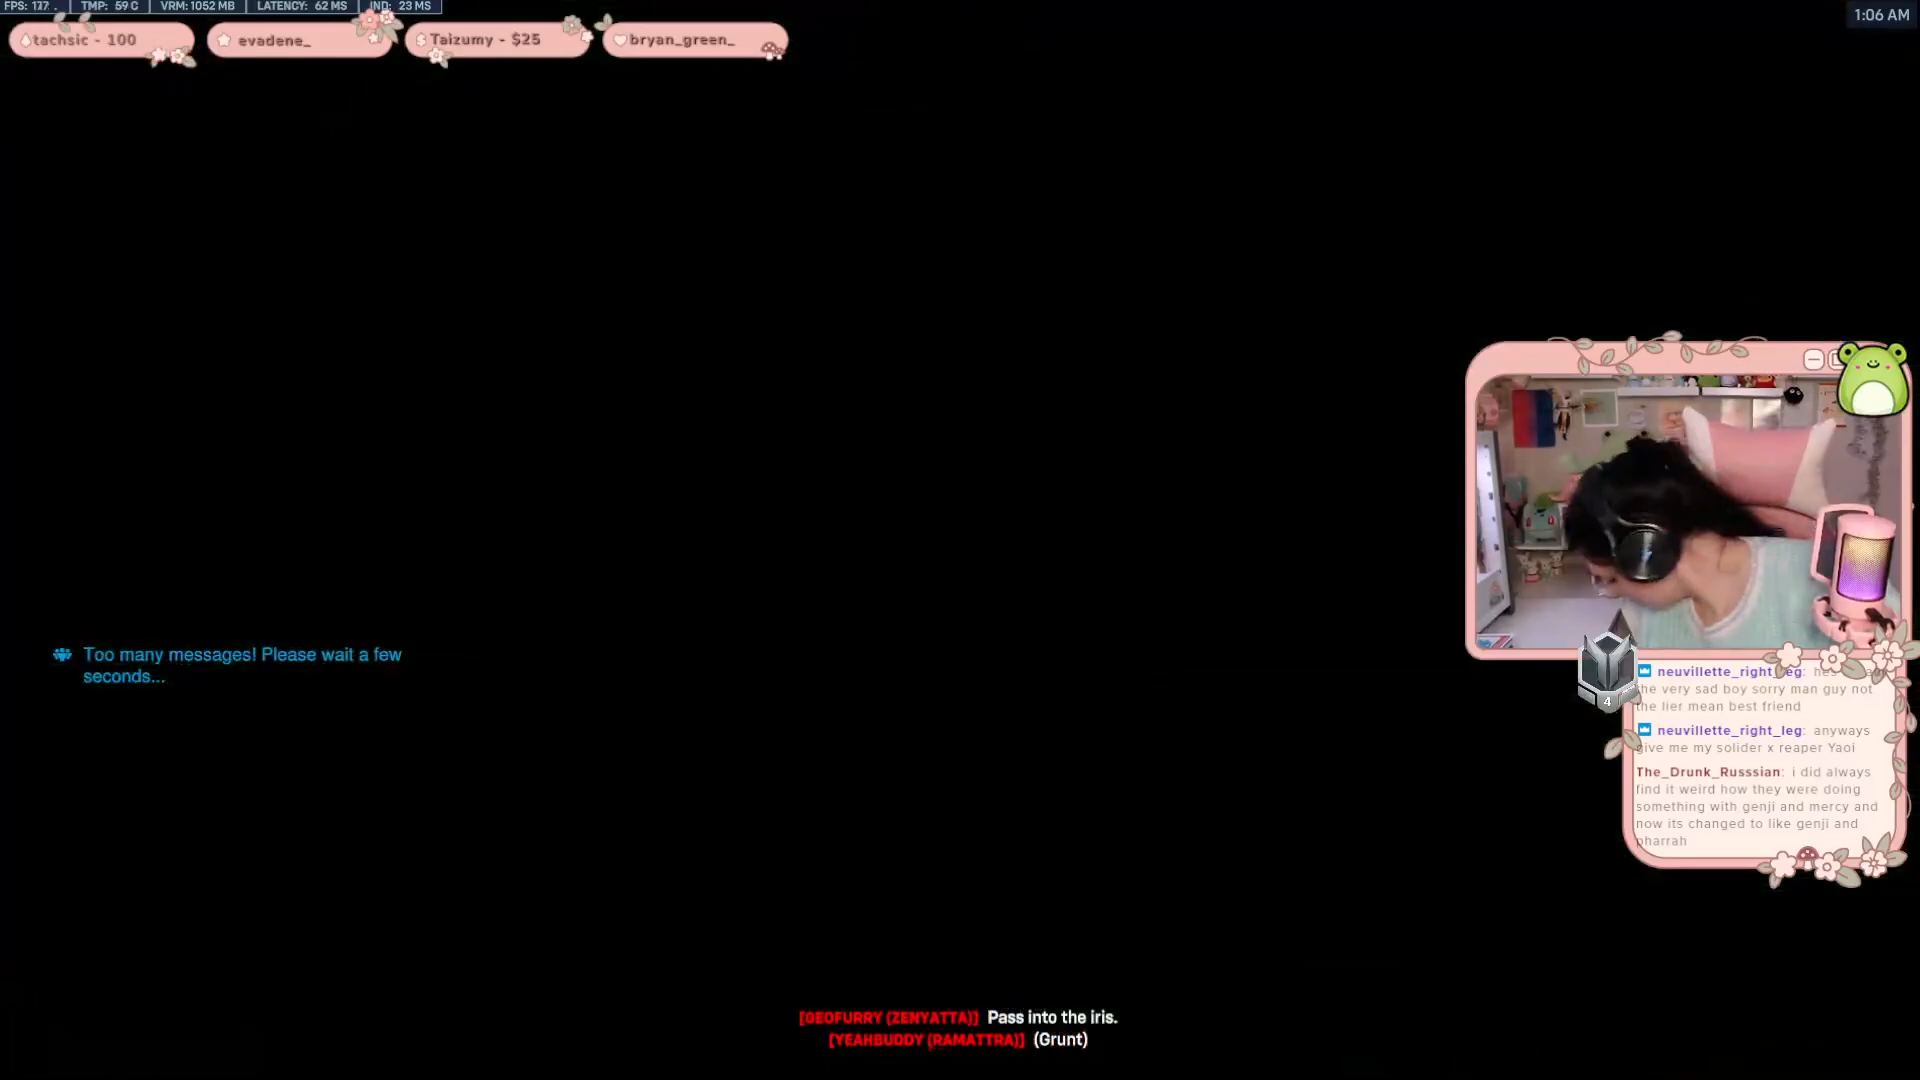 FPS: 177
TMP: 59 C
VRM: 1052 MB
LATENCY: 62 MS
IND: 23 MS
1:06 AM
tachsic - 100
evadene_
Taizumy - $25
bryan_green_
Too many messages! Please wait a few
seconds...
4
neuvillette_right_leg: hes
the very sad boy sorry man guy not
the lier mean best friend
neuvillette_right_leg: anyways
give me my solider x reaper Yaoi
The_Drunk_Russsian: i did always
find it weird how they were doing
something with genji and mercy and
now its changed to like genji and
pharrah
[GEOFURRY (ZENYATTA)] Pass into the iris.
[YEAHBUDDY (RAMATTRA)] (Grunt)